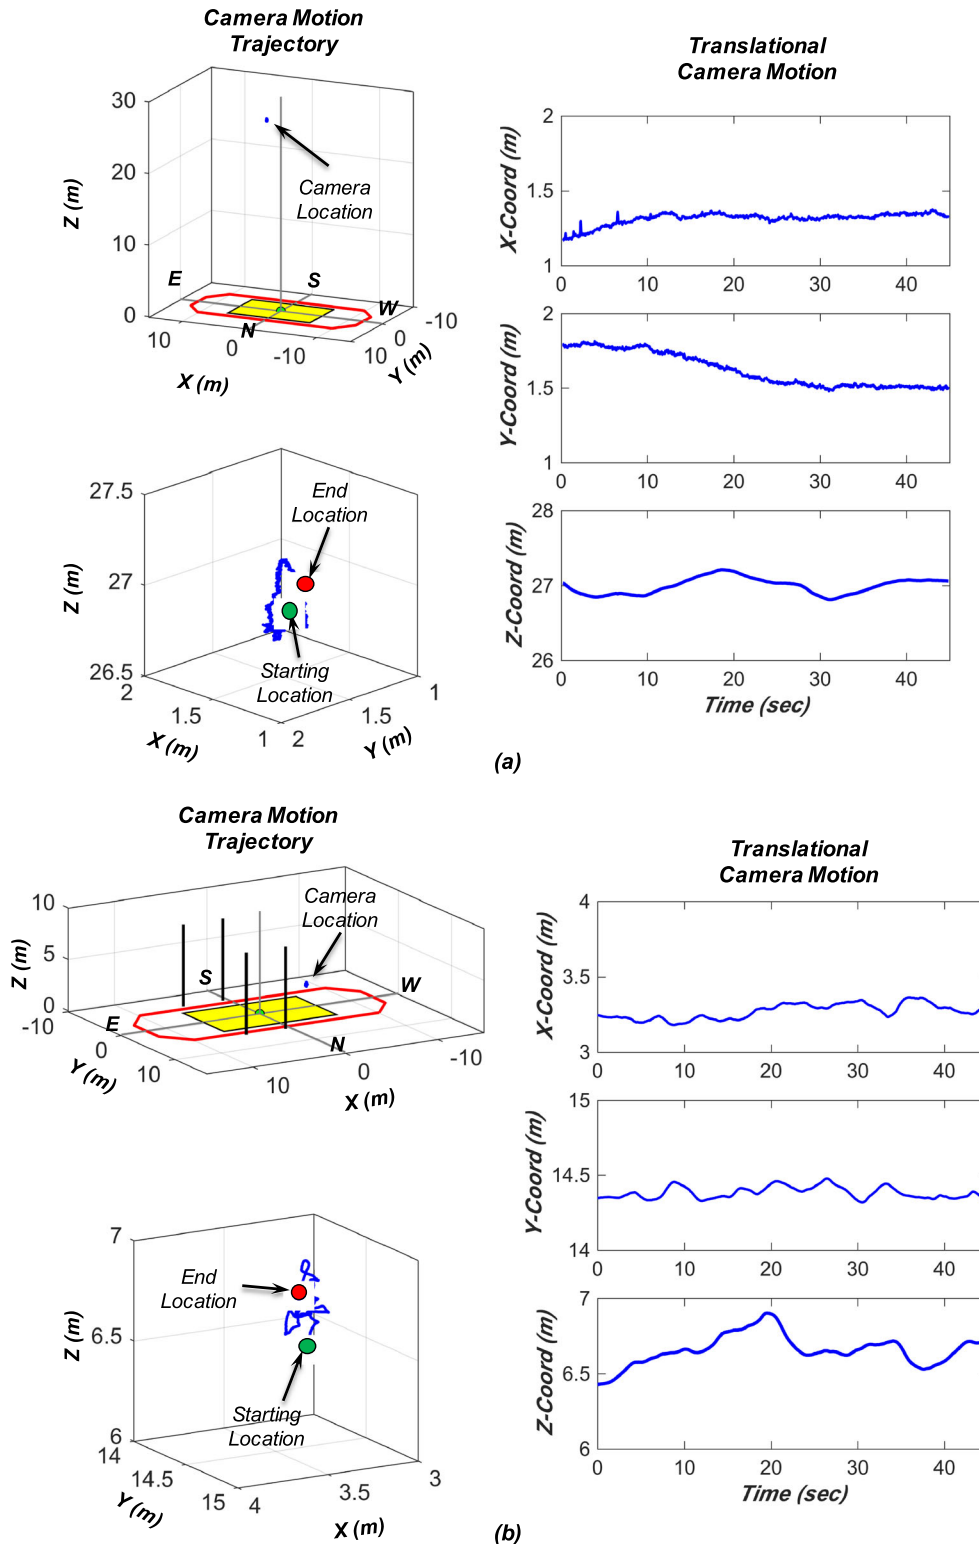 Camera Motion
Trajectory
30
20
10
0
Z (m)
Camera
Location
E
S
W
N
10
0
-10
X (m)
10
0
-10
Y (m)
Translational
Camera Motion
2
1.5
1
X-Coord (m)
0
10
20
30
40
2
1.5
1
Y-Coord (m)
0
10
20
30
40
28
27
26
Z-Coord (m)
0
10
20
30
40
Time (sec)
27.5
27
26.5
Z (m)
End
Location
Starting
Location
2
1.5
1
X (m)
2
1.5
1
Y (m)
(a)
Camera Motion
Trajectory
10
5
0
Z (m)
Camera
Location
S
W
E
N
-10
0
10
Y (m)
10
0
-10
X (m)
Translational
Camera Motion
4
3.5
3
X-Coord (m)
0
10
20
30
40
15
14.5
14
Y-Coord (m)
0
10
20
30
40
7
6.5
6
Z-Coord (m)
0
10
20
30
40
Time (sec)
7
6.5
6
Z (m)
End
Location
Starting
Location
14
14.5
15
Y (m)
4
3.5
3
X (m)
(b)